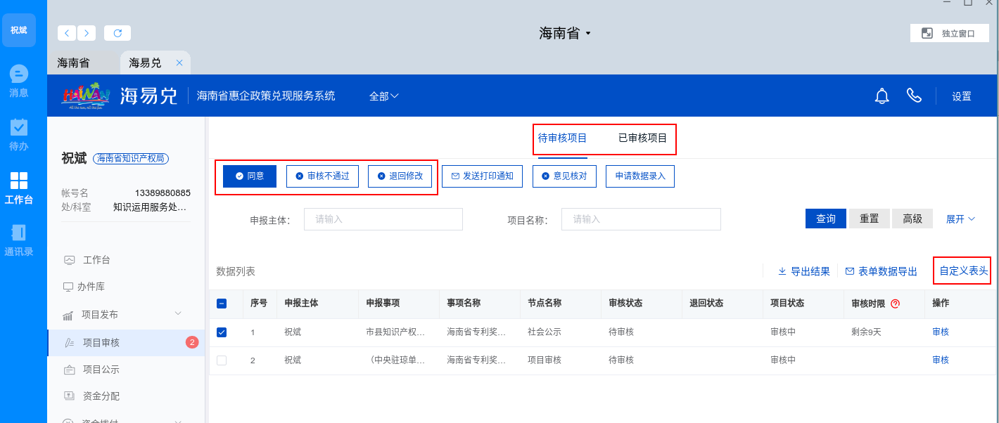 祝斌
消息
待办
工作台
通讯录
海南省
独立窗口
海南省
海易兑
HAINAN
海易兑
海南省惠企政策兑现服务系统
全部
设置
祝斌
海南省知识产权局
帐号名
13389880885
处/科室
知识运用服务处...
工作台
办件库
项目发布
项目审核
2
项目公示
资金分配
资金拨付
待审核项目
已审核项目
同意
审核不通过
退回修改
发送打印通知
意见核对
申请数据录入
申报主体:
请输入
项目名称:
请输入
查询
重置
高级
展开
数据列表
导出结果
表单数据导出
自定义表头
序号 申报主体 申报事项 事项名称 节点名称 审核状态 退回状态 项目状态 审核时限 操作
1 祝斌 市县知识产权... 海南省专利奖... 社会公示 待审核 审核中 剩余9天 审核
2 祝斌 （中央驻琼单... 海南省专利奖... 项目审核 待审核 审核中 审核